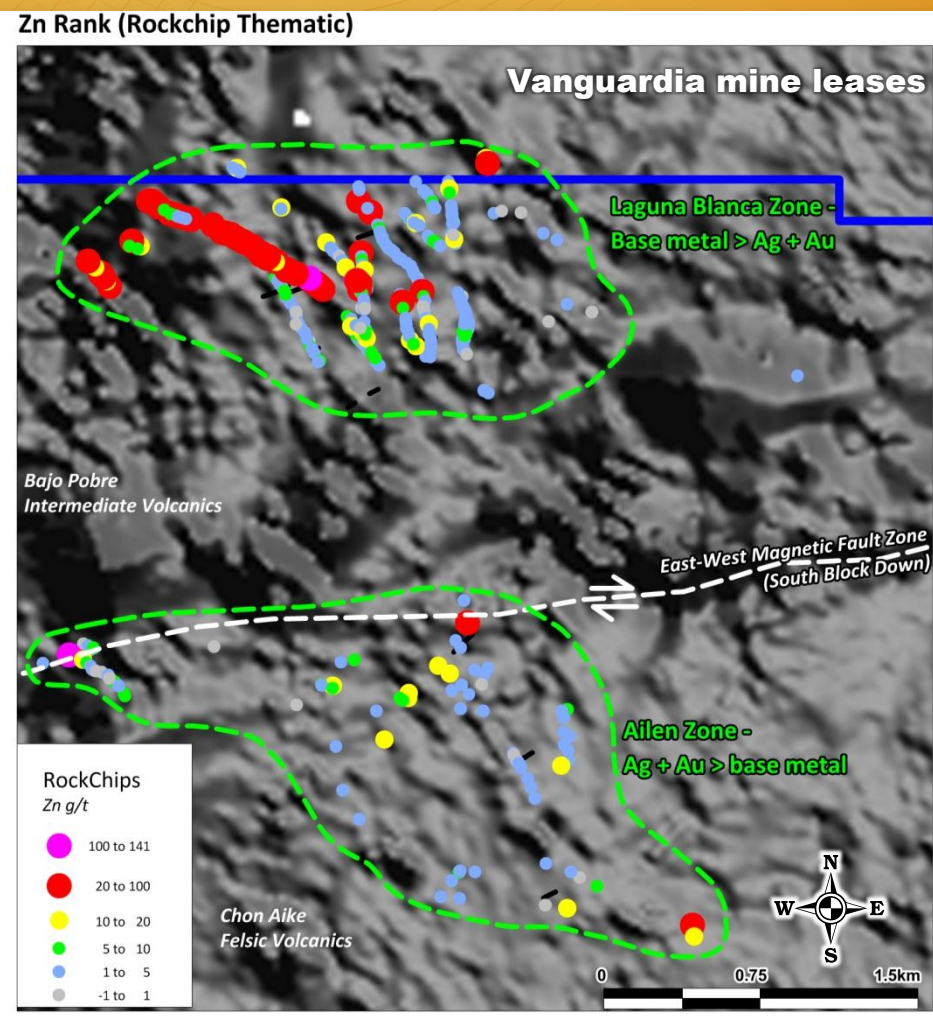 Zn Rank (Rockchip Thematic)
Vanguardia mine leases
Laguna Blanca Zone -
Base metal > Ag + Au
Bajo Pobre
Intermediate Volcanics
East-West Magnetic Fault Zone
(South Block Down)
Ailen Zone -
Ag + Au > base metal
RockChips
Zn g/t
100 to 141
20 to 100
10 to 20
5 to 10
1 to 5
-1 to 1
Chon Aike
Felsic Volcanics
N
W E
S
0 0.75 1.5km